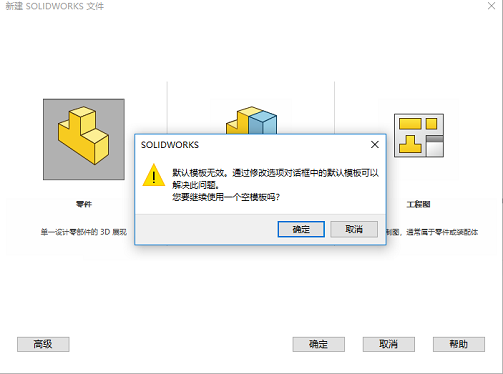 新建 SOLIDWORKS 文件
SOLIDWORKS
默认模板无效。通过修改选项对话框中的默认模板可以
解决此问题。
您要继续使用一个空模板吗？
确定
取消
零件
工程图
单一设计零部件的 3D 展现
制图，通常属于零件或装配体
高级
确定
取消
帮助